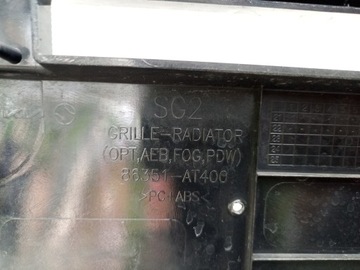 SG2
GRILLE-RADIATOR
(OPT,AEB,FOG,PDW)
86351-AT400
>PC+ABS<